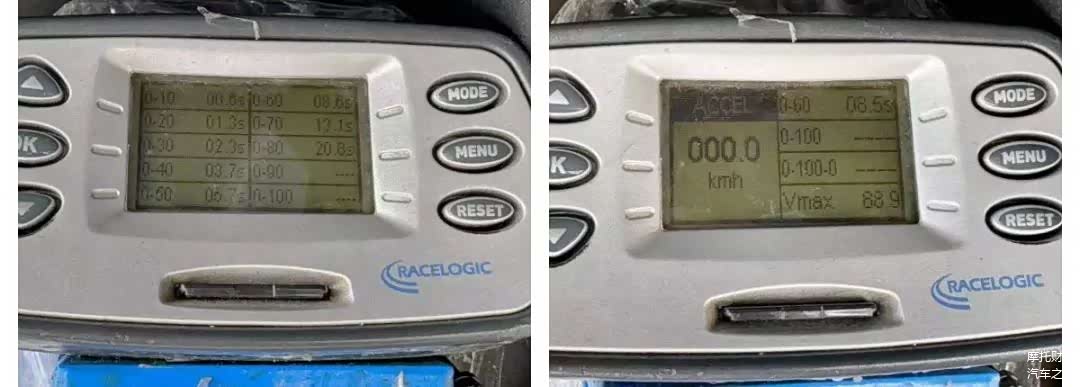 0-10 00.6s 0-60 08.6s
0-20 01.3s 0-70 13.1s
0-30 02.3s 0-80 20.8s
0-40 03.7s 0-90 ----
0-50 05.7s 0-100 ----
MODE
OK
MENU
RESET
RACELOGIC
ACCEL 0-60 08.5s
000.0 0-100 ----
kmh 0-100-0 ----
Vmax 68.9
MODE
K
MENU
RESET
RACELOGIC
摩托财
汽车之